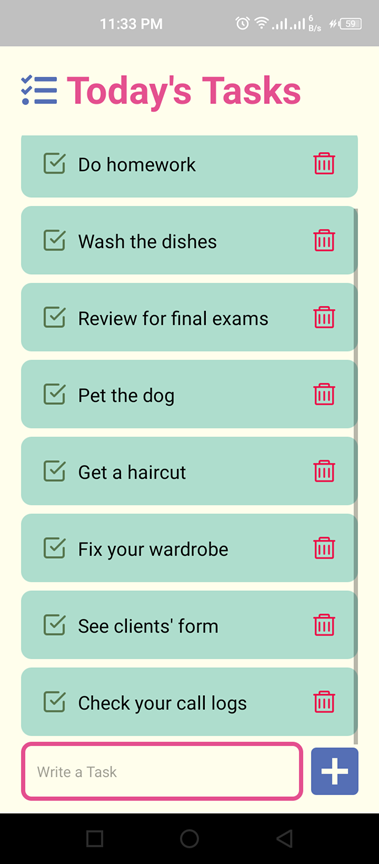 11:33 PM
6
B/s
59
Today's Tasks
Do homework
Wash the dishes
Review for final exams
Pet the dog
Get a haircut
Fix your wardrobe
See clients' form
Check your call logs
Write a Task